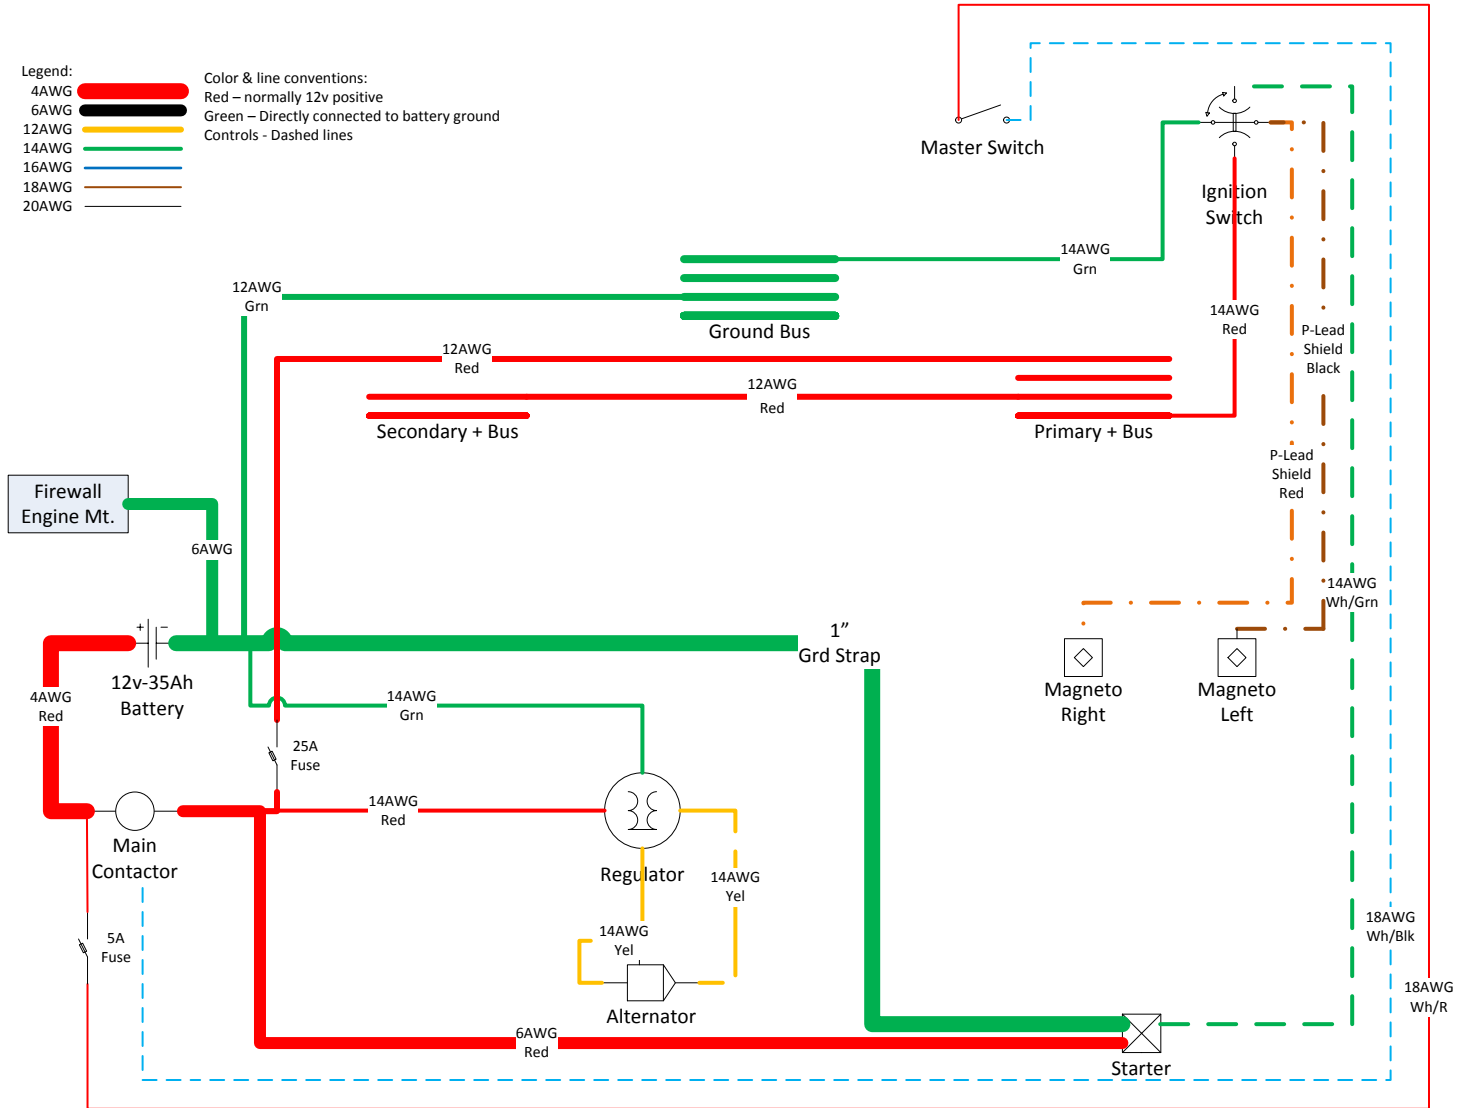 Legend:
4AWG
6AWG
12AWG
14AWG
16AWG
18AWG
20AWG
Color & line conventions:
Red – normally 12v positive
Green – Directly connected to battery ground
Controls - Dashed lines
Master Switch
Ignition
Switch
14AWG
Grn
12AWG
Grn
Ground Bus
14AWG
Red
P-Lead
Shield
Black
12AWG
Red
12AWG
Red
Secondary + Bus
Primary + Bus
P-Lead
Shield
Red
Firewall
Engine Mt.
6AWG
14AWG
Wh/Grn
+
−
12v-35Ah
Battery
1”
Grd Strap
4AWG
Red
14AWG
Grn
Magneto
Right
Magneto
Left
25A
Fuse
14AWG
Red
Main
Contactor
Regulator
14AWG
Yel
14AWG
Yel
5A
Fuse
18AWG
Wh/Blk
18AWG
Wh/R
Alternator
6AWG
Red
Starter